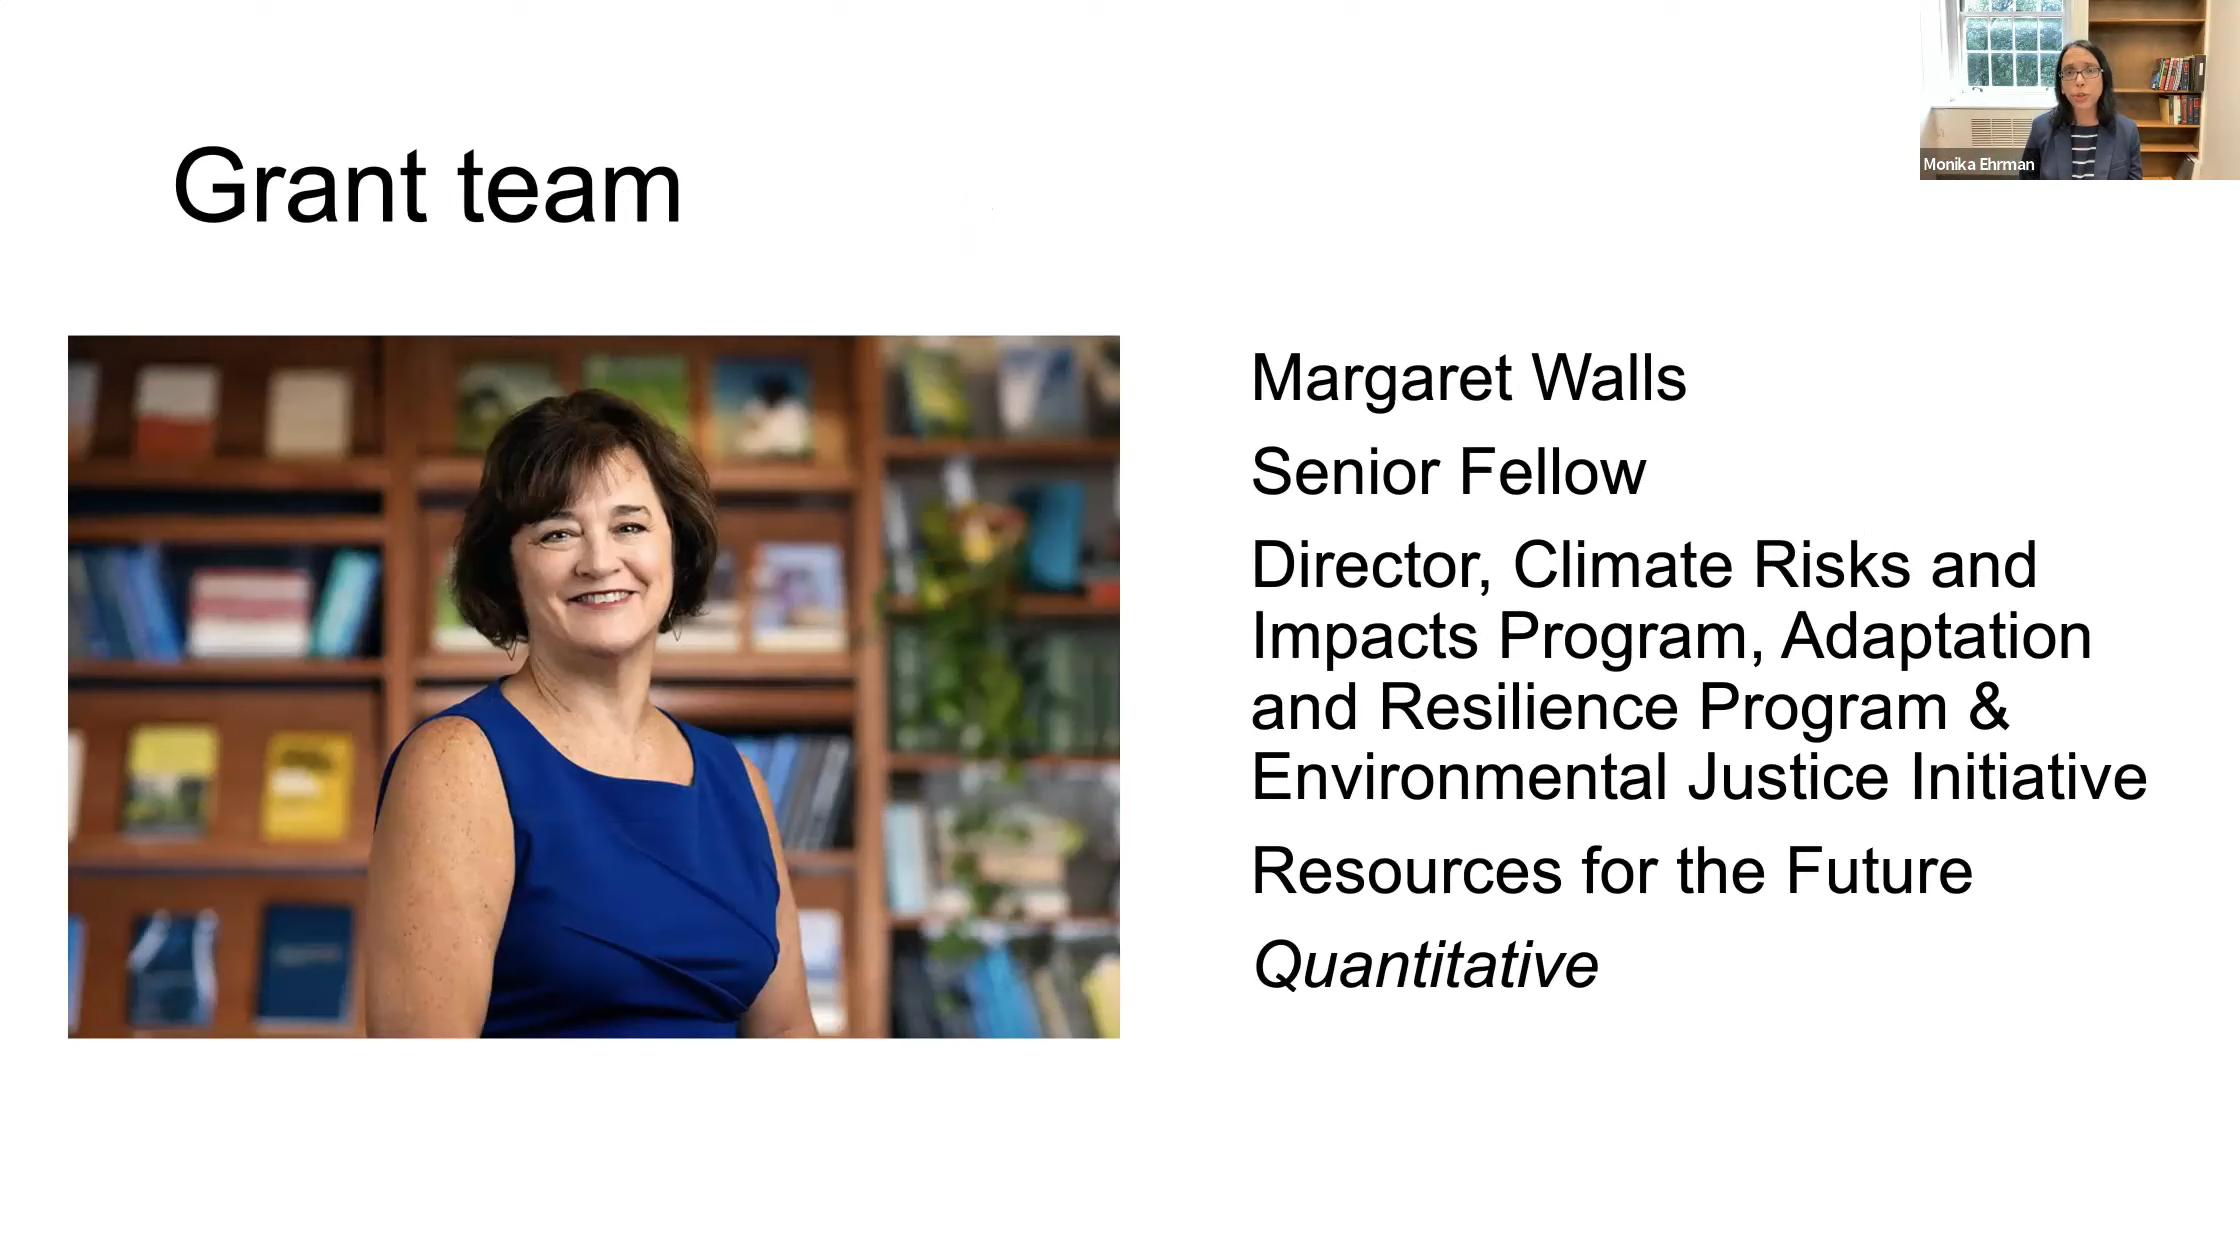 Grant team
Monika Ehrman
Margaret Walls
Senior Fellow
Director, Climate Risks and
Impacts Program, Adaptation
and Resilience Program &
Environmental Justice Initiative
Resources for the Future
Quantitative